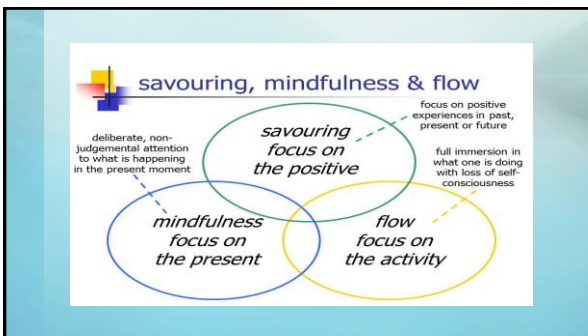 savouring, mindfulness & flow
focus on positive
experiences in past,
present or future
deliberate, non-
judgemental attention
to what is happening
in the present moment
savouring
focus on
the positive
full immersion in
what one is doing
with loss of self-
consciousness
mindfulness
focus on
the present
flow
focus on
the activity